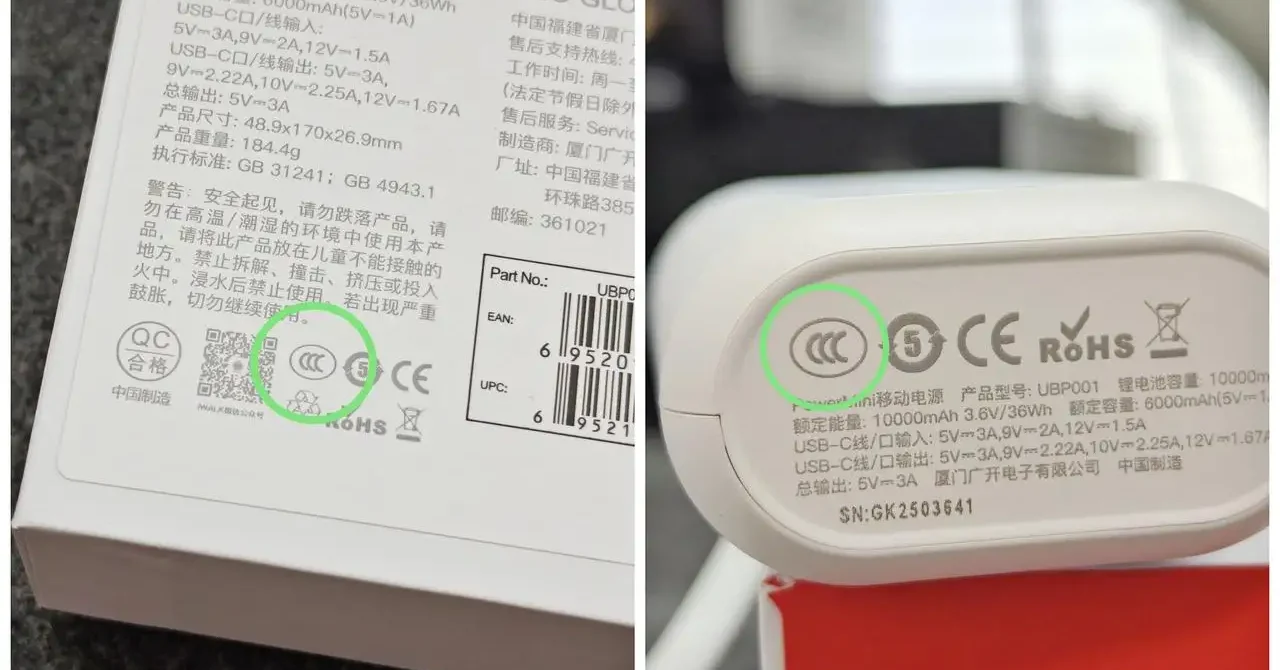 6000mAh(5V⎓1A)
USB-C口/线输入:
5V⎓3A,9V⎓2A,12V⎓1.5A
USB-C口/线输出: 5V⎓3A,
9V⎓2.22A,10V⎓2.25A,12V⎓1.67A
总输出: 5V⎓3A
产品尺寸: 48.9x170x26.9mm
产品重量: 184.4g
执行标准: GB 31241; GB 4943.1
警告: 安全起见, 请勿跌落产品, 请
勿在高温/潮湿的环境中使用本产
品, 请将此产品放在儿童不能接触的
地方。禁止拆解、撞击、挤压或投入
火中。浸水后禁止使用。若出现严重
鼓胀, 切勿继续使用。
QC
合格
中国制造
CCC
5
CE
RoHS
中国福建省厦门
售后支持热线:
工作时间: 周一
(法定节假日除外
售后服务: Servic
制造商: 厦门广开
厂址: 中国福建省
环珠路385
邮编: 361021
Part No.:
UBP0
EAN:
6 95201
UPC:
6 9521
CCC
5
CE
RoHS
PowerMini移动电源 产品型号: UBP001 锂电池容量: 10000m
额定能量: 10000mAh 3.6V/36Wh 额定容量: 6000mAh(5V⎓1
USB-C线/口输入: 5V⎓3A,9V⎓2A,12V⎓1.5A
USB-C线/口输出: 5V⎓3A,9V⎓2.22A,10V⎓2.25A,12V⎓1.67A
总输出: 5V⎓3A 厦门广开电子有限公司 中国制造
SN:GK2503641